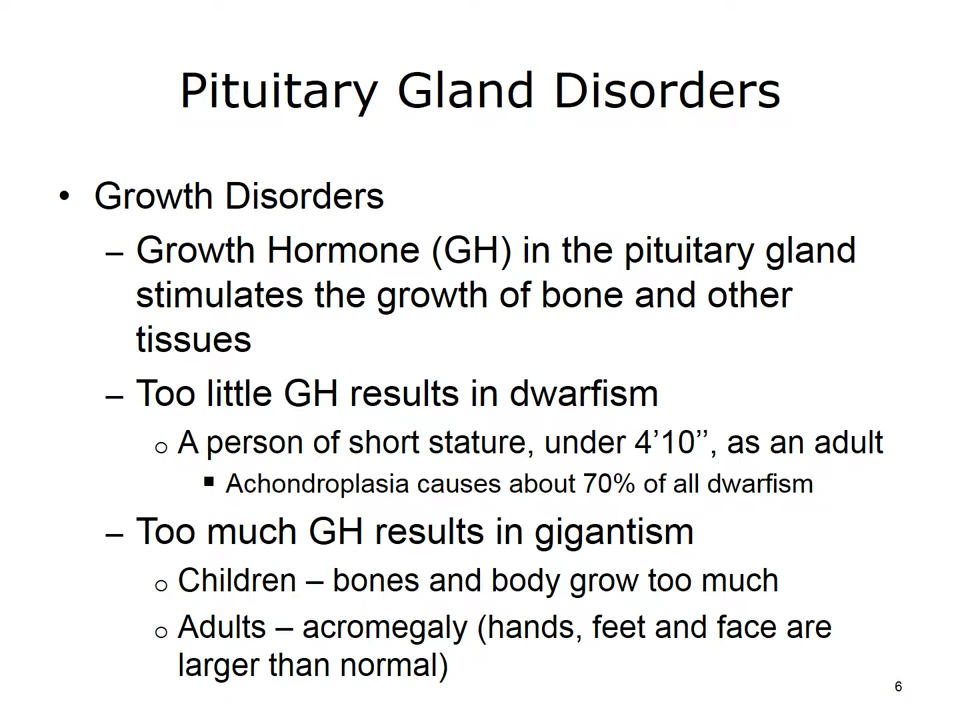 Pituitary Gland Disorders
• Growth Disorders
– Growth Hormone (GH) in the pituitary gland
stimulates the growth of bone and other
tissues
– Too little GH results in dwarfism
o A person of short stature, under 4’10’’, as an adult
▪ Achondroplasia causes about 70% of all dwarfism
– Too much GH results in gigantism
o Children – bones and body grow too much
o Adults – acromegaly (hands, feet and face are
larger than normal)
6